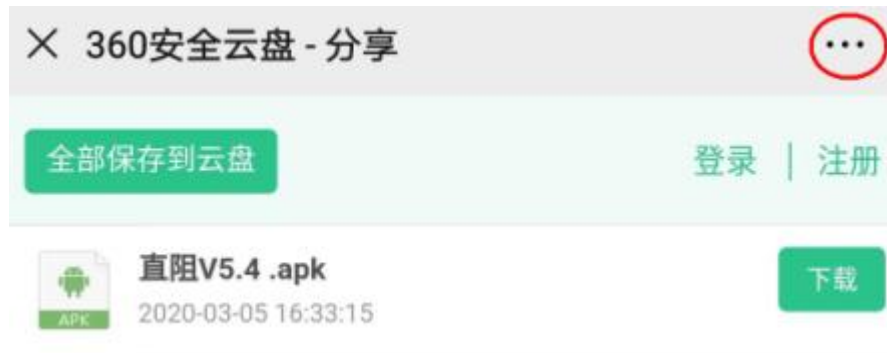 360安全云盘 - 分享
全部保存到云盘 登录 | 注册
直阻V5.4 .apk 下载
APK 2020-03-05 16:33:15